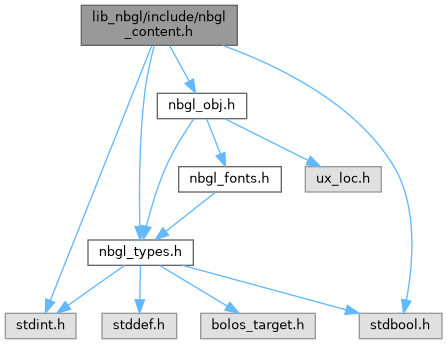 lib_nbgl/include/nbgl
_content.h
nbgl_obj.h
nbgl_fonts.h
ux_loc.h
nbgl_types.h
stdint.h
stddef.h
bolos_target.h
stdbool.h